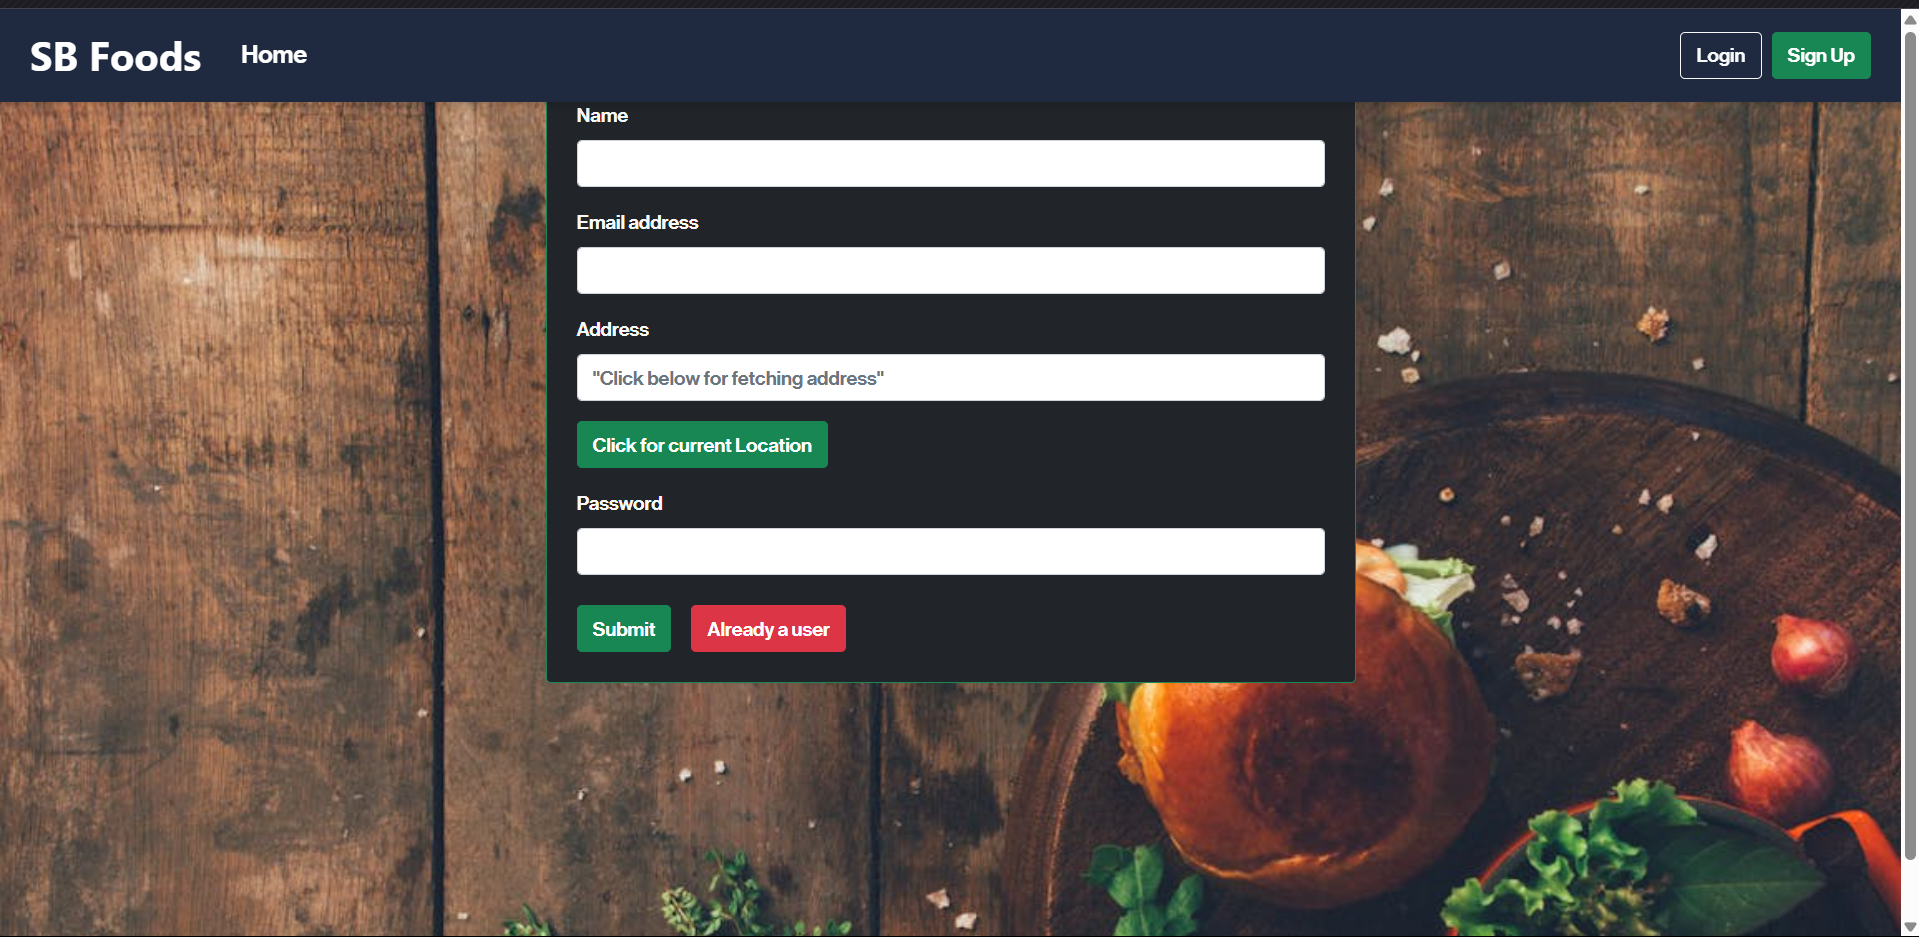 SB Foods Home Login Sign Up
Name
Email address
Address
"Click below for fetching address"
Click for current Location
Password
Submit Already a user